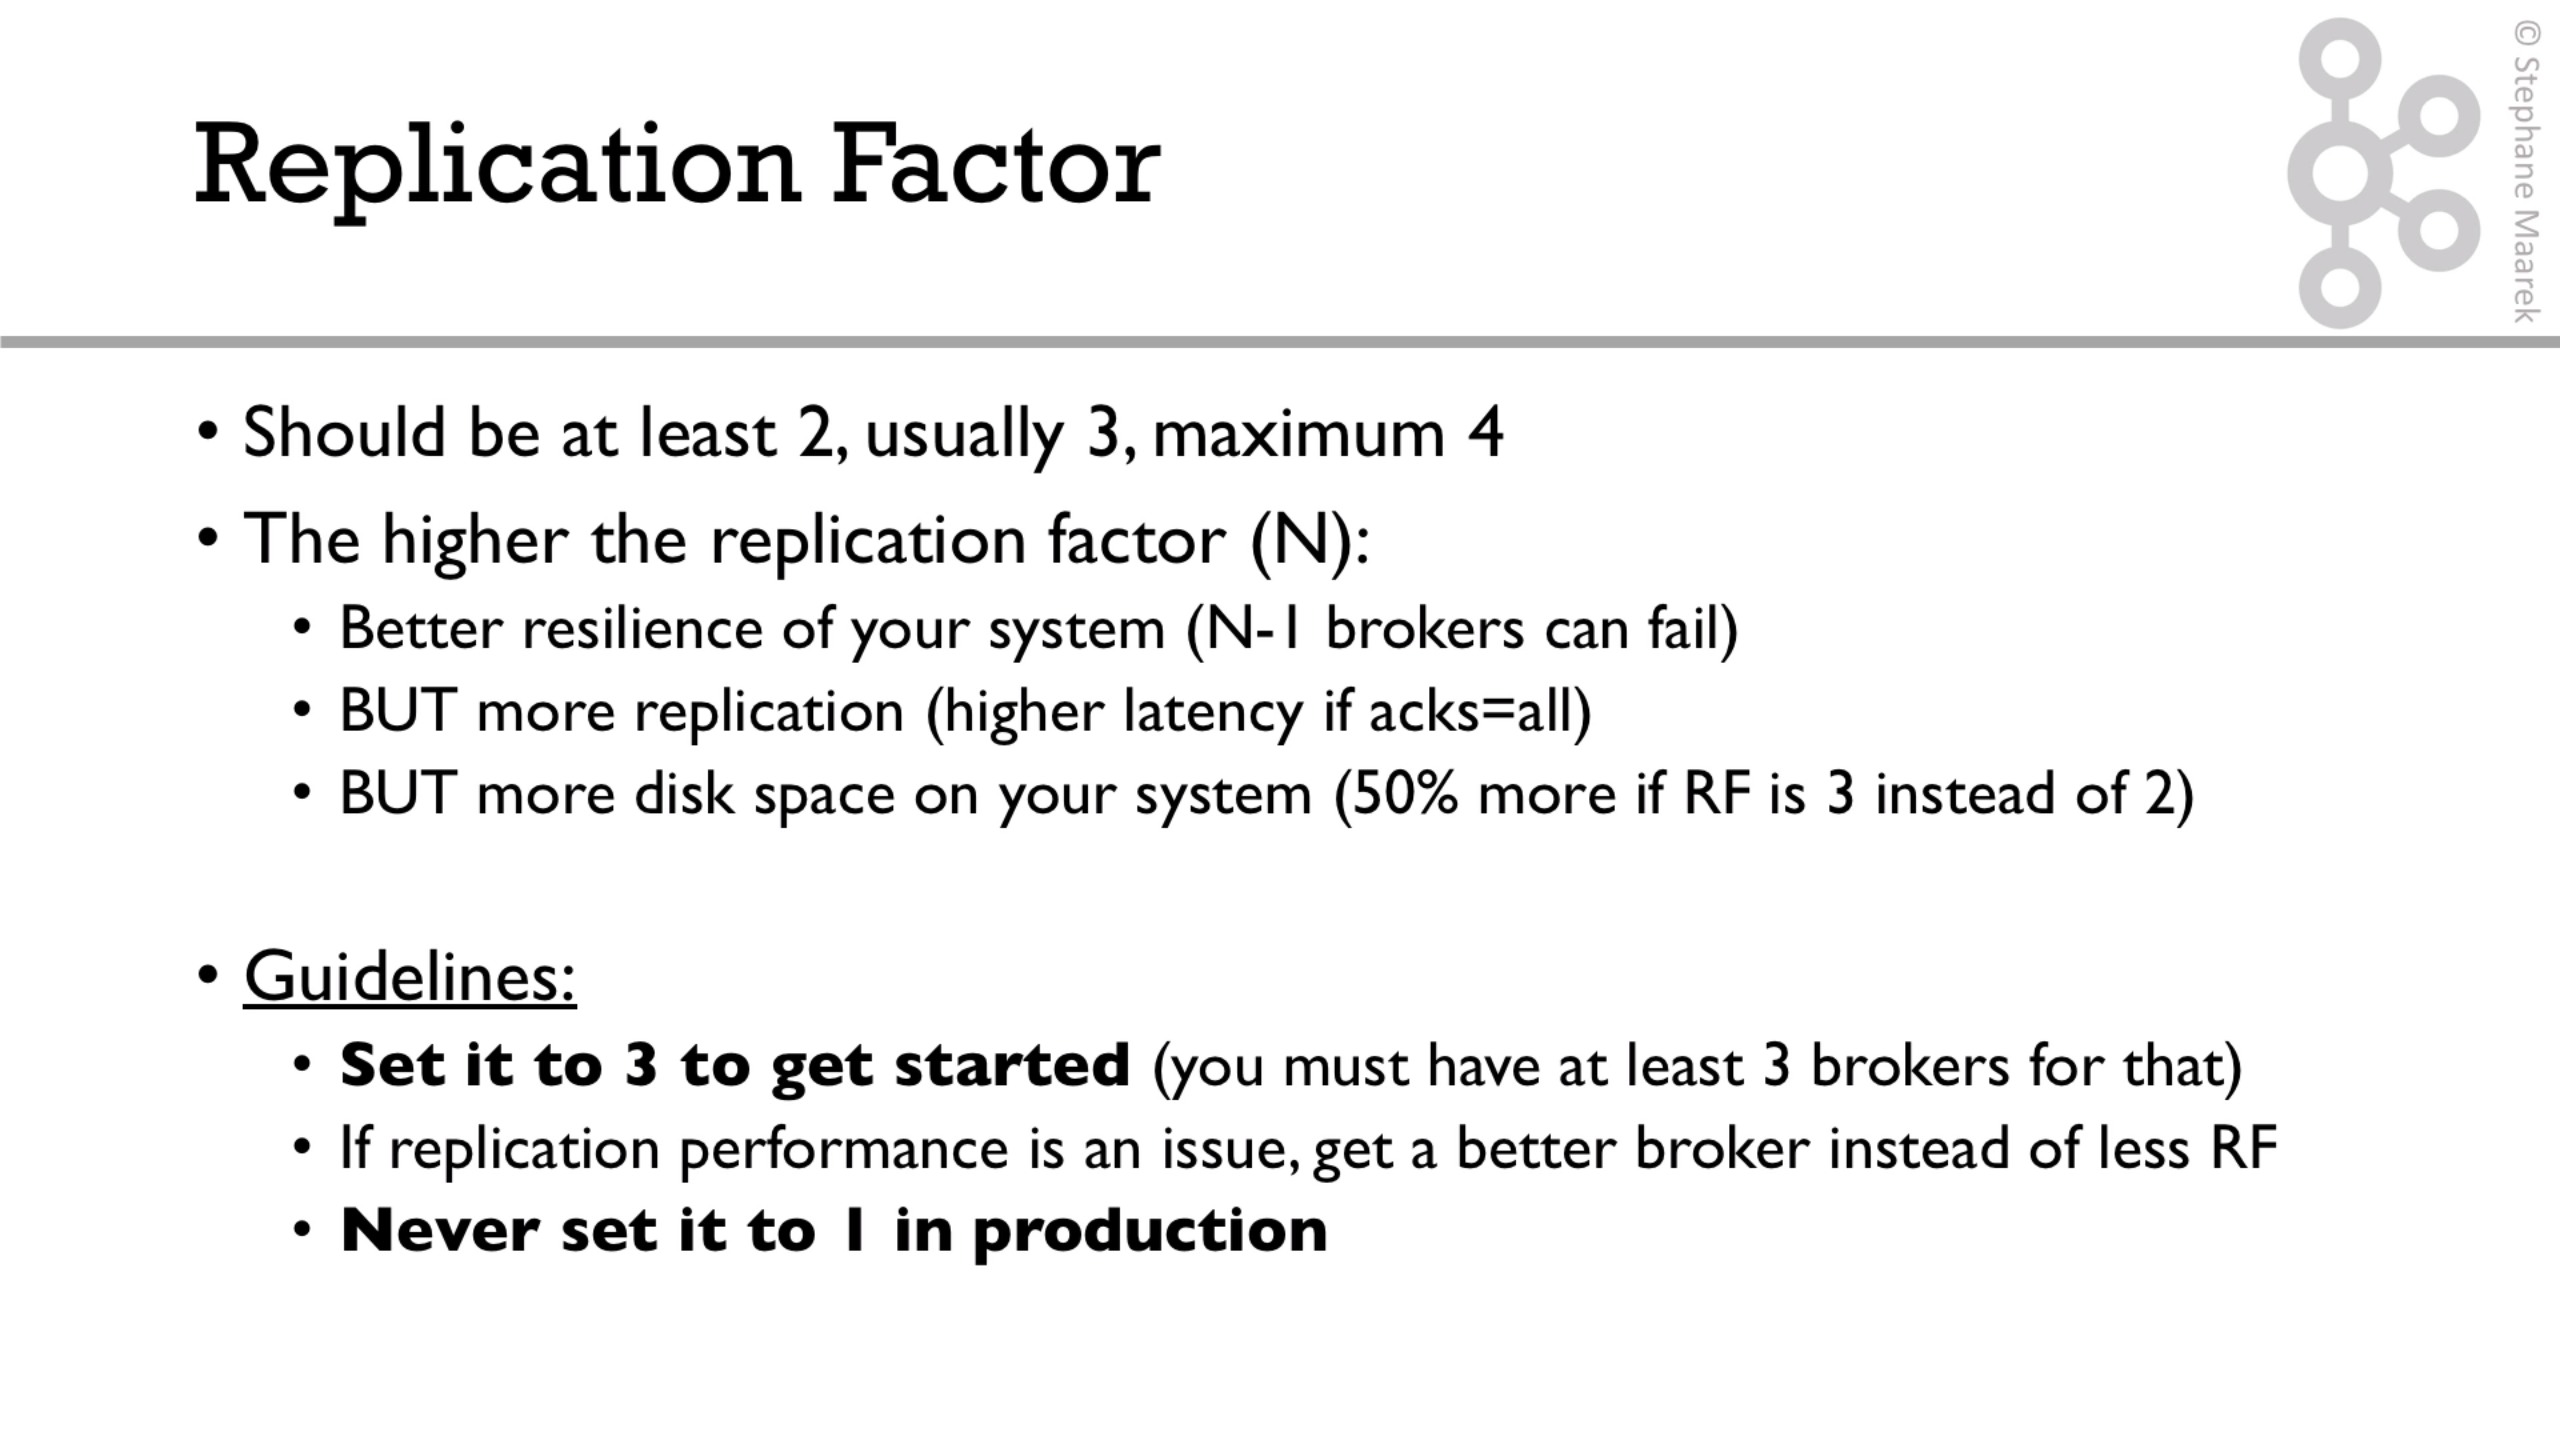 Replication Factor
© Stephane Maarek
• Should be at least 2, usually 3, maximum 4
• The higher the replication factor (N):
• Better resilience of your system (N-1 brokers can fail)
• BUT more replication (higher latency if acks=all)
• BUT more disk space on your system (50% more if RF is 3 instead of 2)
• Guidelines:
• Set it to 3 to get started (you must have at least 3 brokers for that)
• If replication performance is an issue, get a better broker instead of less RF
• Never set it to 1 in production